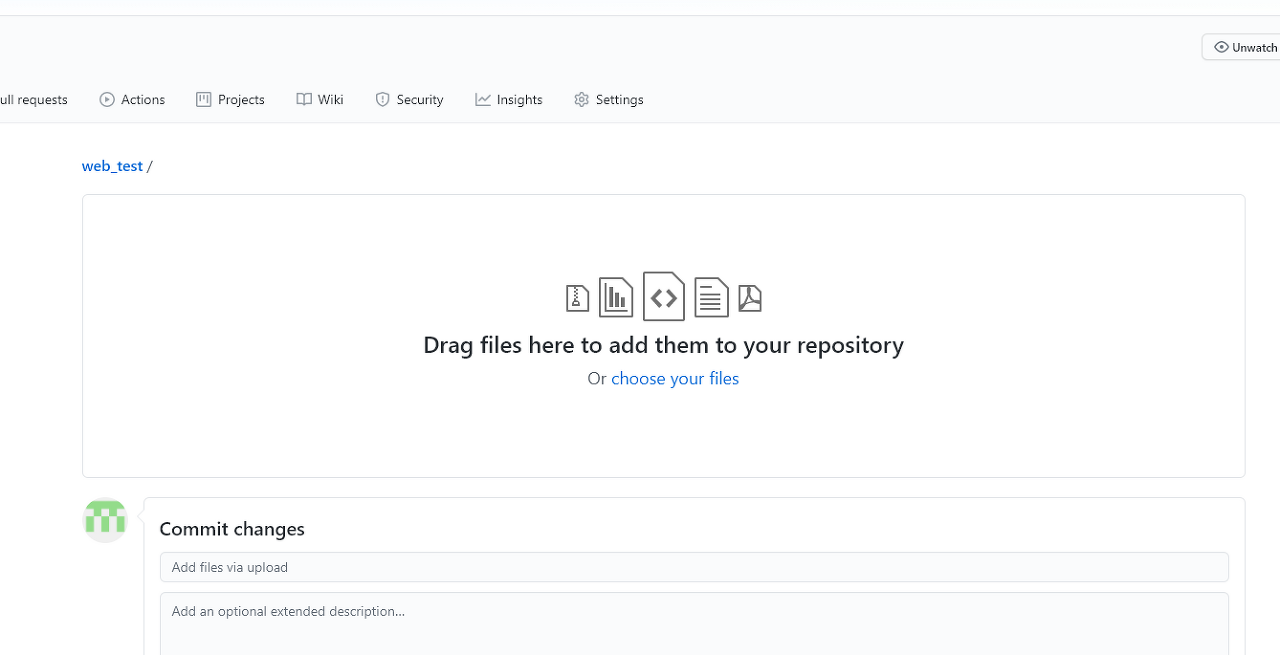 Unwatch
ull requests Actions Projects Wiki Security Insights Settings
web_test /
Drag files here to add them to your repository
Or choose your files
Commit changes
Add files via upload
Add an optional extended description...